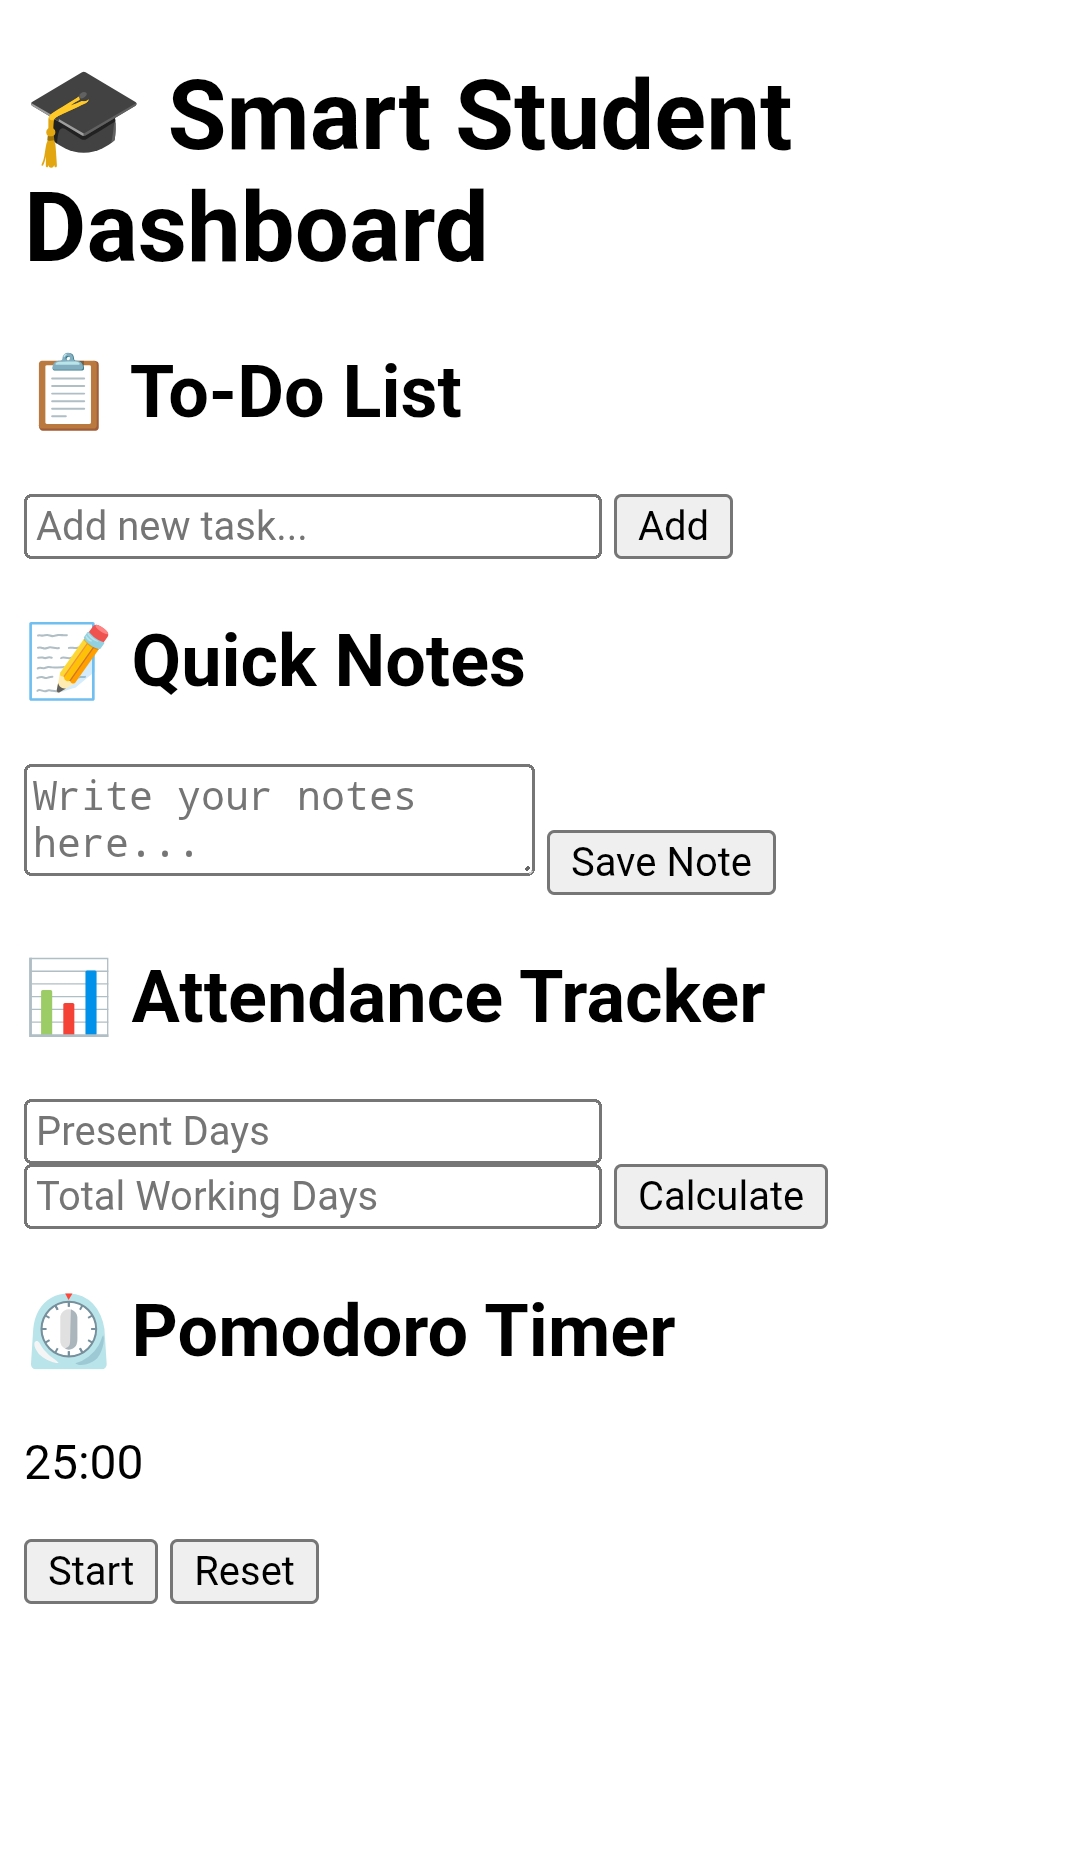 🎓 Smart Student
Dashboard
📋 To-Do List
Add new task...
Add
📝 Quick Notes
Write your notes
here...
Save Note
📊 Attendance Tracker
Present Days
Total Working Days
Calculate
⏲️ Pomodoro Timer
25:00
Start
Reset